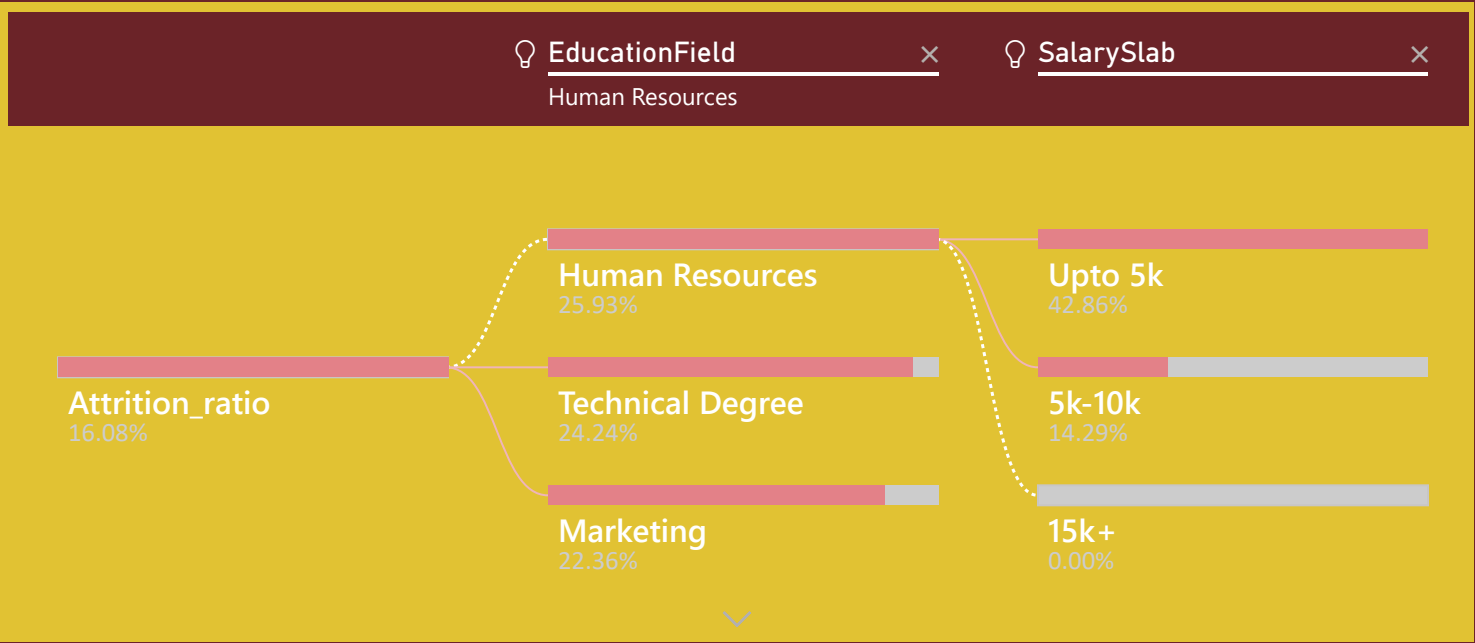 EducationField
SalarySlab
Human Resources
Attrition_ratio
16.08%
Human Resources
25.93%
Technical Degree
24.24%
Marketing
22.36%
Upto 5k
42.86%
5k-10k
14.29%
15k+
0.00%